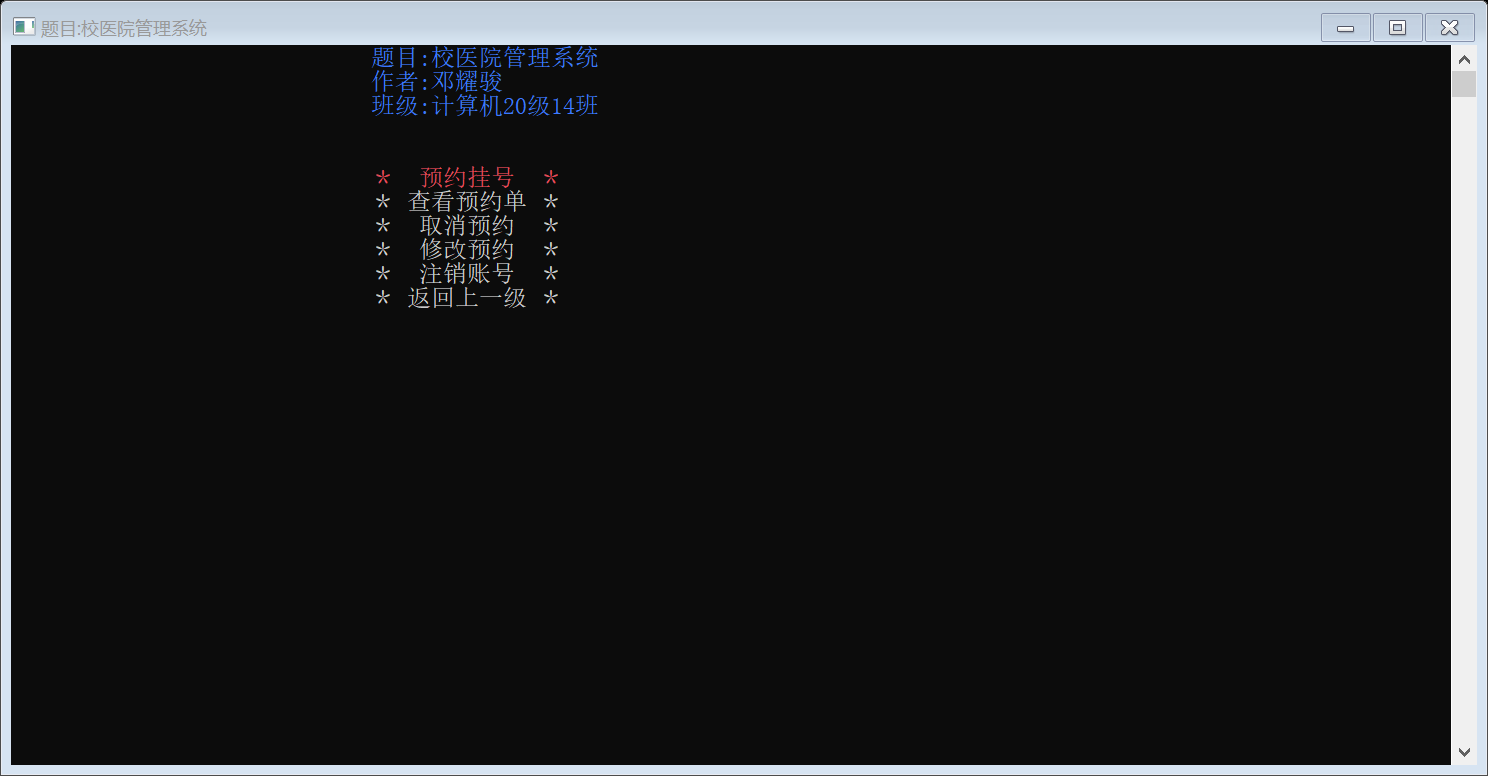 题目:校医院管理系统
题目:校医院管理系统
作者:邓耀骏
班级:计算机20级14班
* 预约挂号 *
* 查看预约单 *
* 取消预约 *
* 修改预约 *
* 注销账号 *
* 返回上一级 *